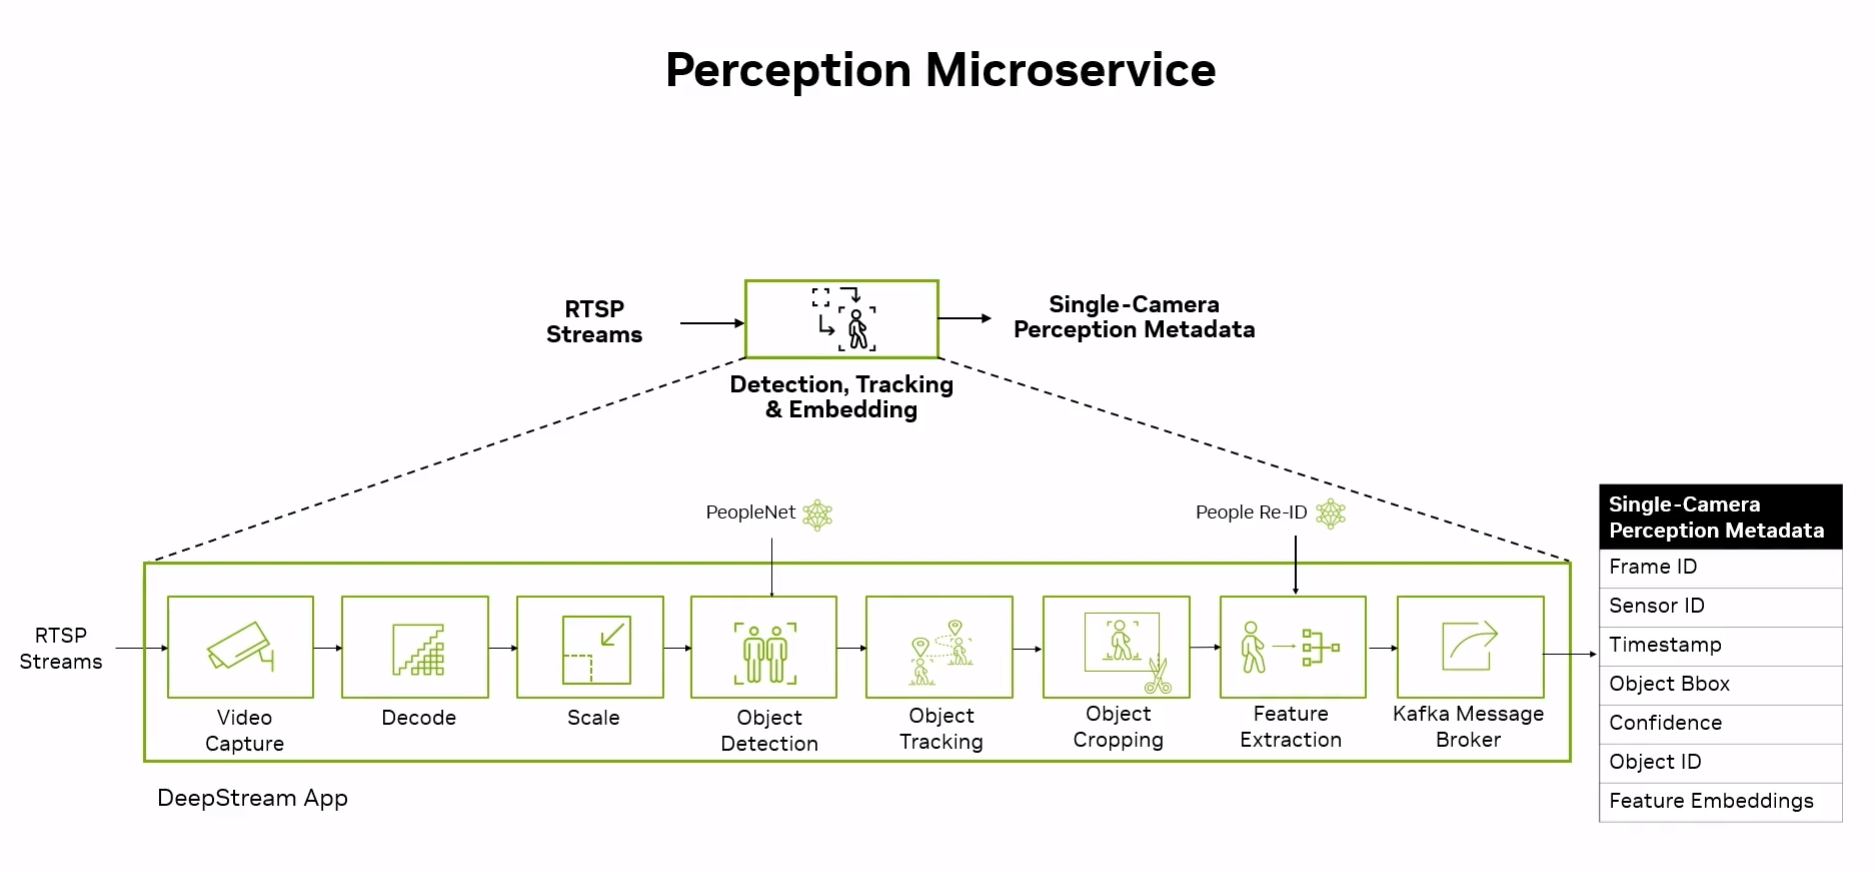 Perception Microservice
RTSP
Streams
Single-Camera
Perception Metadata
Detection, Tracking
& Embedding
PeopleNet
People Re-ID
RTSP
Streams
Video
Capture
Decode
Scale
Object
Detection
Object
Tracking
Object
Cropping
Feature
Extraction
Kafka Message
Broker
DeepStream App
Single-Camera
Perception Metadata
Frame ID
Sensor ID
Timestamp
Object Bbox
Confidence
Object ID
Feature Embeddings